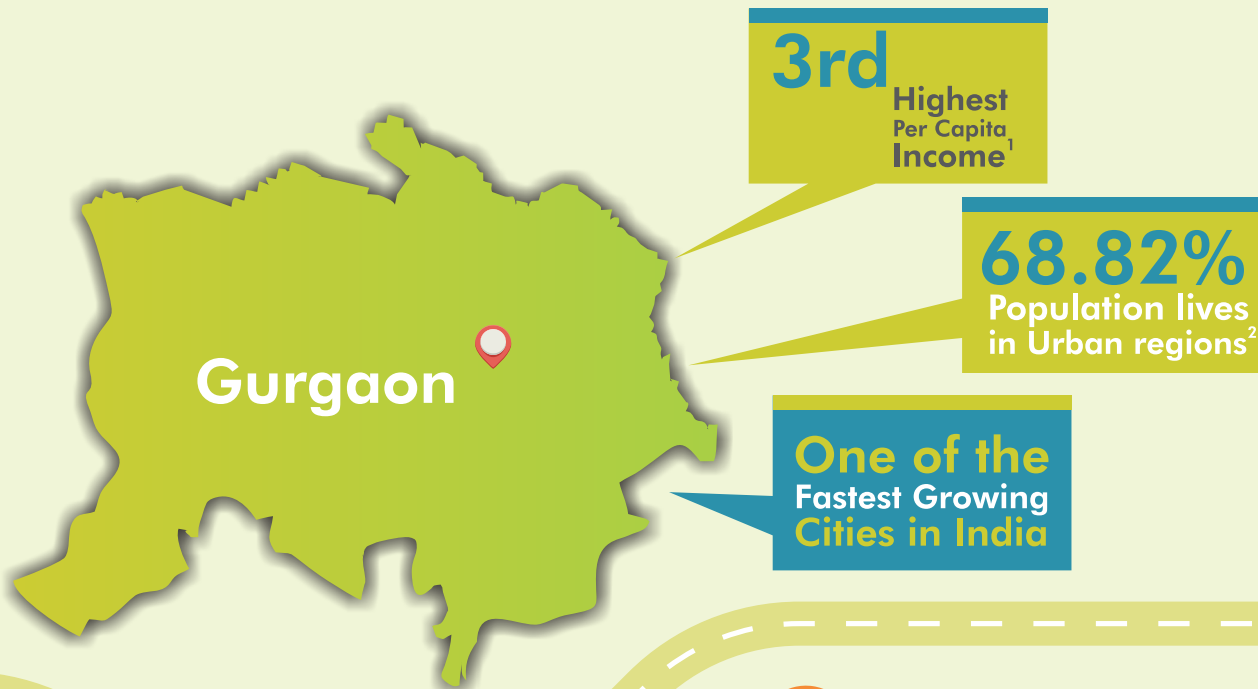 3rd
Highest
Per Capita
Income¹
68.82%
Population lives
in Urban regions²
Gurgaon
One of the
Fastest Growing
Cities in India